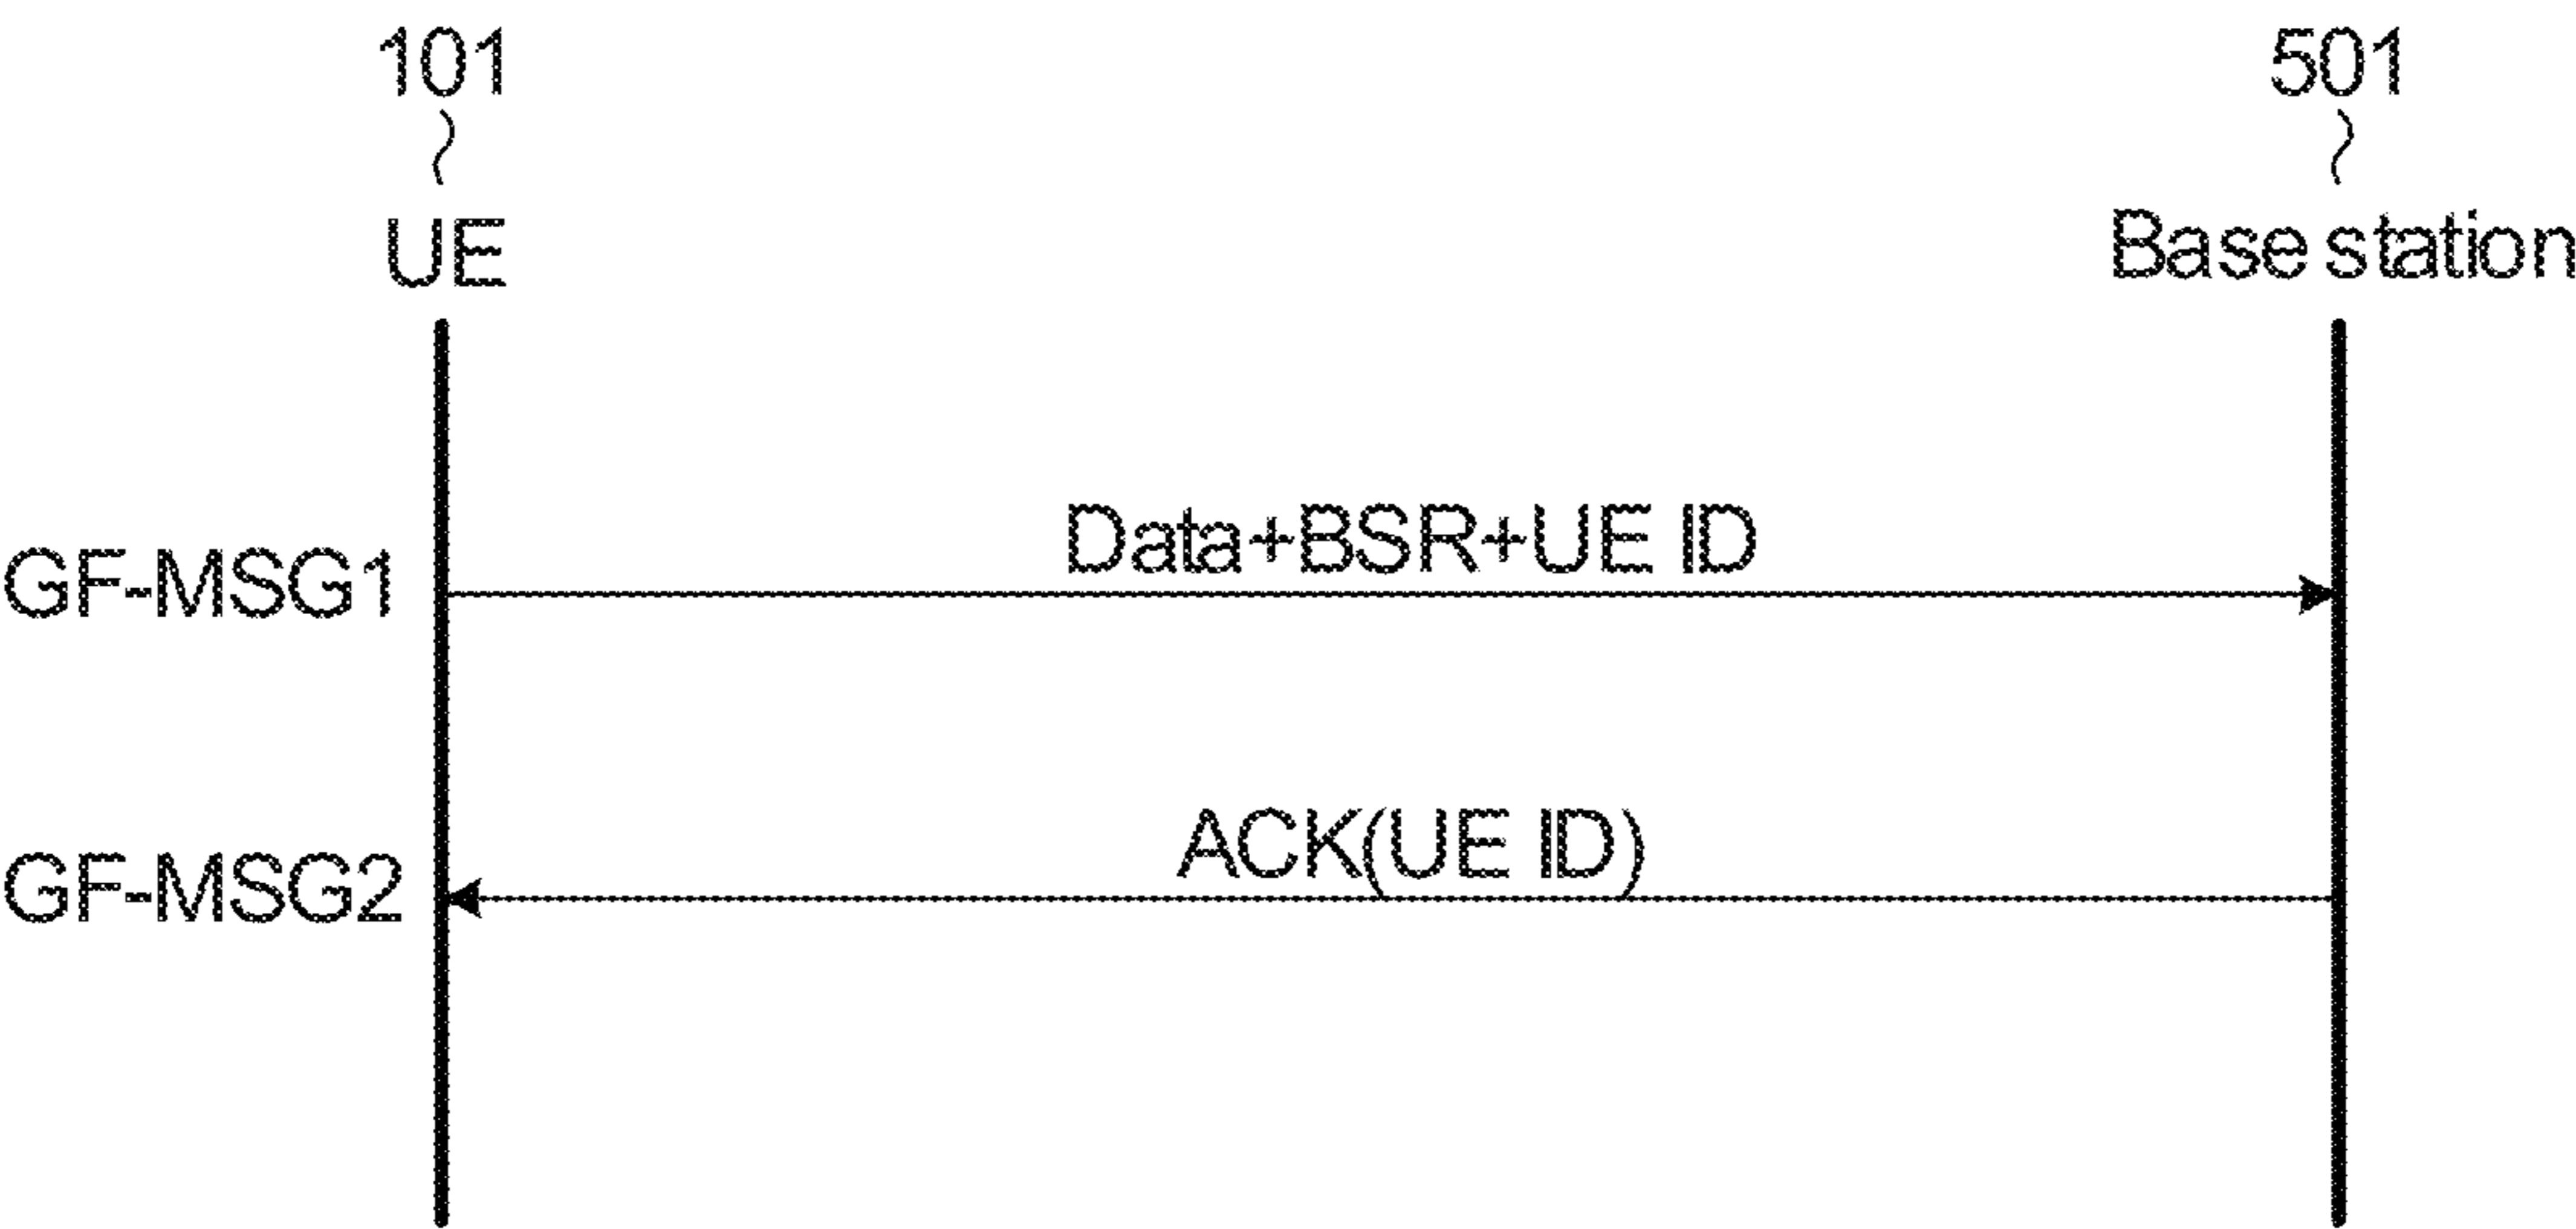 101
501
UE
Base station
Data+BSR+UE ID
GF-MSG1
ACK(UE ID)
GF-MSG2